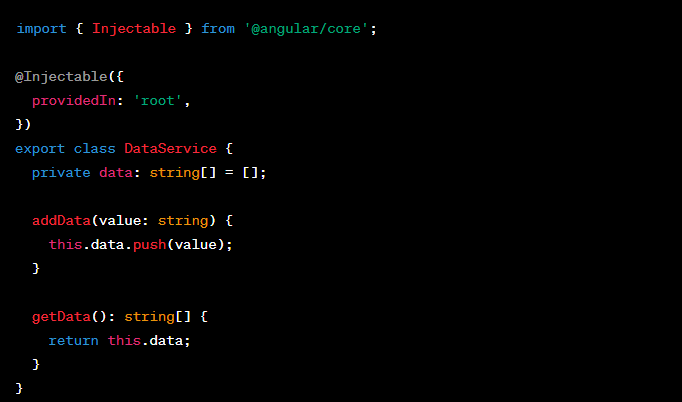 import { Injectable } from '@angular/core';
@Injectable({
  providedIn: 'root',
})
export class DataService {
  private data: string[] = [];
  addData(value: string) {
    this.data.push(value);
  }
  getData(): string[] {
    return this.data;
  }
}